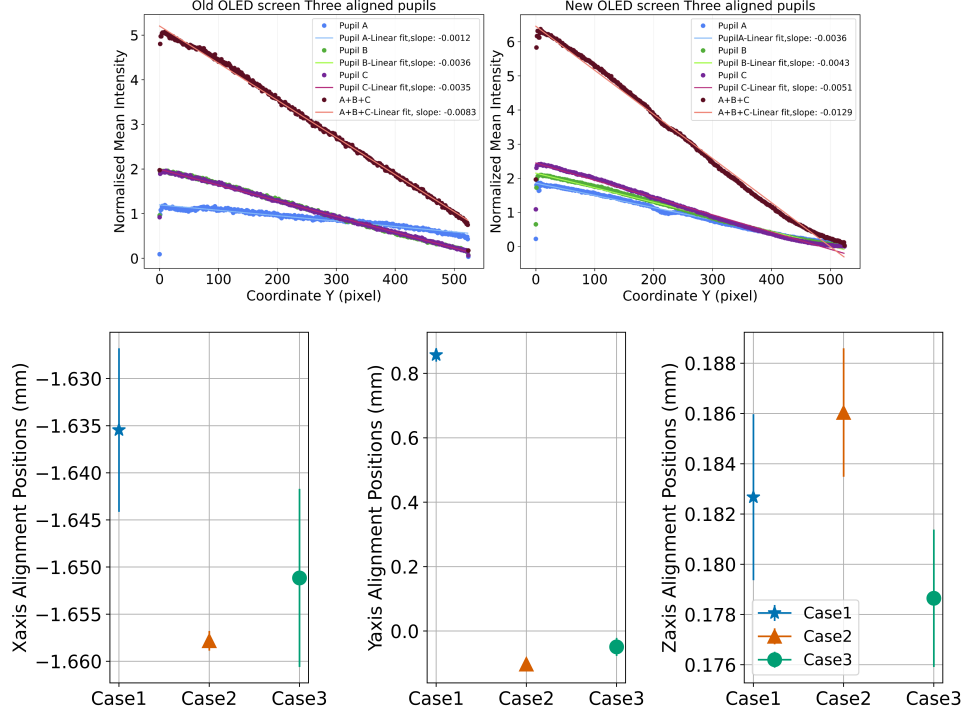 Old OLED screen Three aligned pupils
Normalised Mean Intensity
5
4
3
2
1
0
Pupil A
Pupil A-Linear fit,slope: -0.0012
Pupil B
Pupil B-Linear fit,slope: -0.0036
Pupil C
Pupil C-Linear fit,slope: -0.0035
A+B+C
A+B+C-Linear fit, slope: -0.0083
0
100
200
300
400
500
Coordinate Y (pixel)
New OLED screen Three aligned pupils
Normalized Mean Intensity
6
5
4
3
2
1
0
Pupil A
PupilA-Linear fit,slope: -0.0036
Pupil B
Pupil B-Linear fit,slope: -0.0043
Pupil C
Pupil C-Linear fit,slope: -0.0051
A+B+C
A+B+C-Linear fit, slope: -0.0129
0
100
200
300
400
500
Coordinate Y (pixel)
Xaxis Alignment Positions (mm)
−1.630
−1.635
−1.640
−1.645
−1.650
−1.655
−1.660
Case1
Case2
Case3
Yaxis Alignment Positions (mm)
0.8
0.6
0.4
0.2
0.0
Case1
Case2
Case3
Zaxis Alignment Positions (mm)
0.188
0.186
0.184
0.182
0.180
0.178
0.176
Case1
Case2
Case3
Case1
Case2
Case3